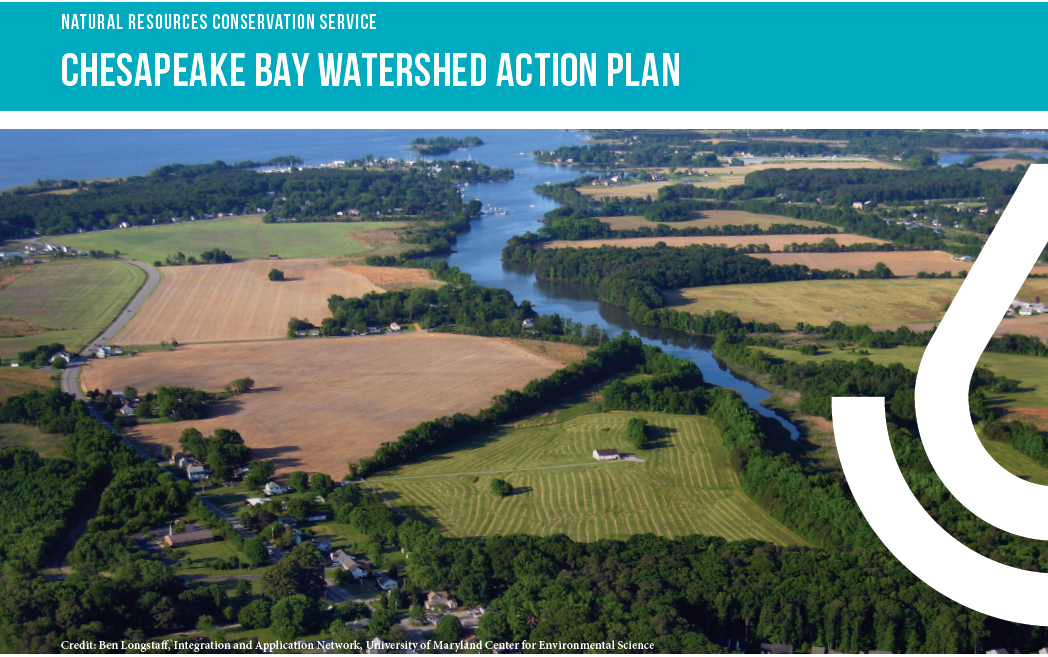 NATURAL RESOURCES CONSERVATION SERVICE
CHESAPEAKE BAY WATERSHED ACTION PLAN
Credit: Ben Longstaff, Integration and Application Network, University of Maryland Center for Environmental Science